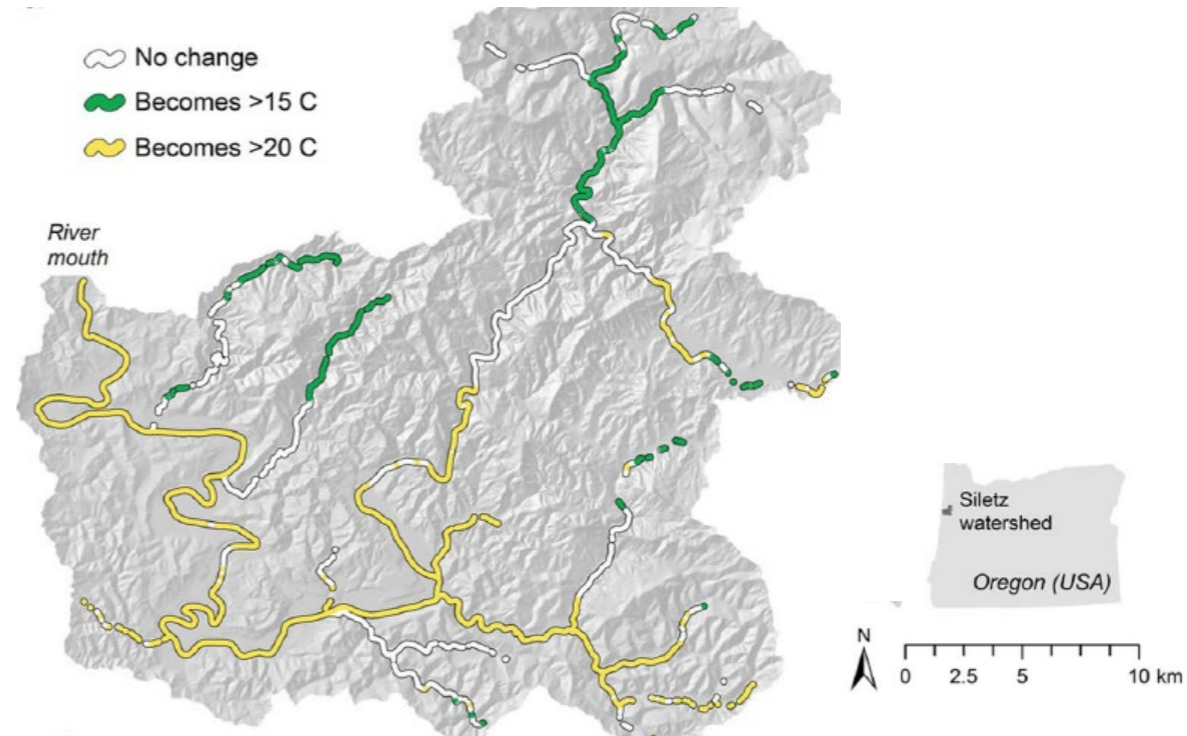 No change
Becomes >15 C
Becomes >20 C
River
mouth
Siletz
watershed
Oregon (USA)
N
0 2.5 5 10 km